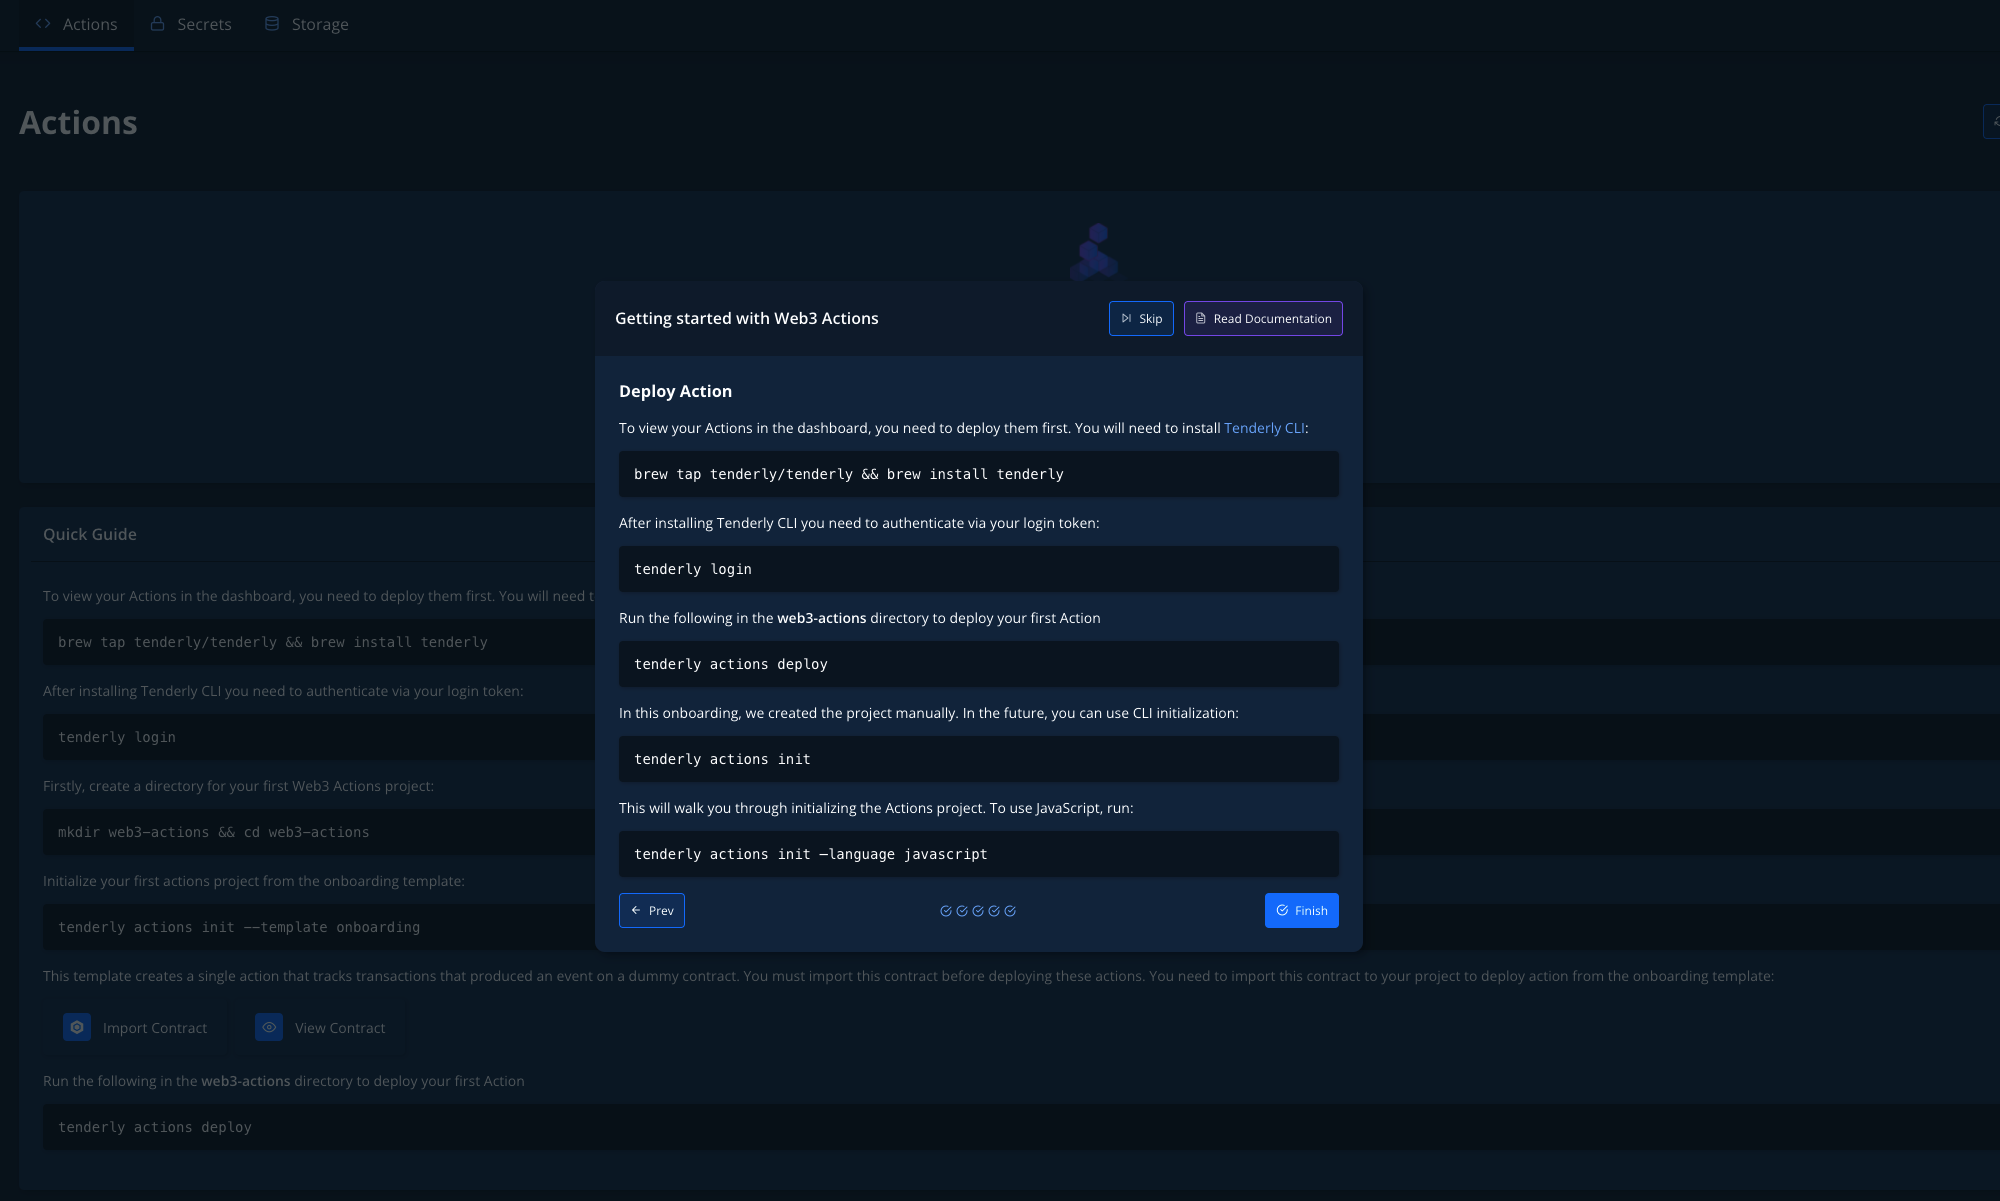 Actions
Secrets
Storage
Actions
Getting started with Web3 Actions
Skip
Read Documentation
Deploy Action
To view your Actions in the dashboard, you need to deploy them first. You will need to install Tenderly CLI:
brew tap tenderly/tenderly && brew install tenderly
After installing Tenderly CLI you need to authenticate via your login token:
tenderly login
Run the following in the web3-actions directory to deploy your first Action
tenderly actions deploy
In this onboarding, we created the project manually. In the future, you can use CLI initialization:
tenderly actions init
This will walk you through initializing the Actions project. To use JavaScript, run:
tenderly actions init —language javascript
Prev
Finish
Quick Guide
To view your Actions in the dashboard, you need to deploy them first. You will need t
brew tap tenderly/tenderly && brew install tenderly
After installing Tenderly CLI you need to authenticate via your login token:
tenderly login
Firstly, create a directory for your first Web3 Actions project:
mkdir web3-actions && cd web3-actions
Initialize your first actions project from the onboarding template:
tenderly actions init --template onboarding
This template creates a single action that tracks transactions that produced an event on a dummy contract. You must import this contract before deploying these actions. You need to import this contract to your project to deploy action from the onboarding template:
Import Contract
View Contract
Run the following in the web3-actions directory to deploy your first Action
tenderly actions deploy